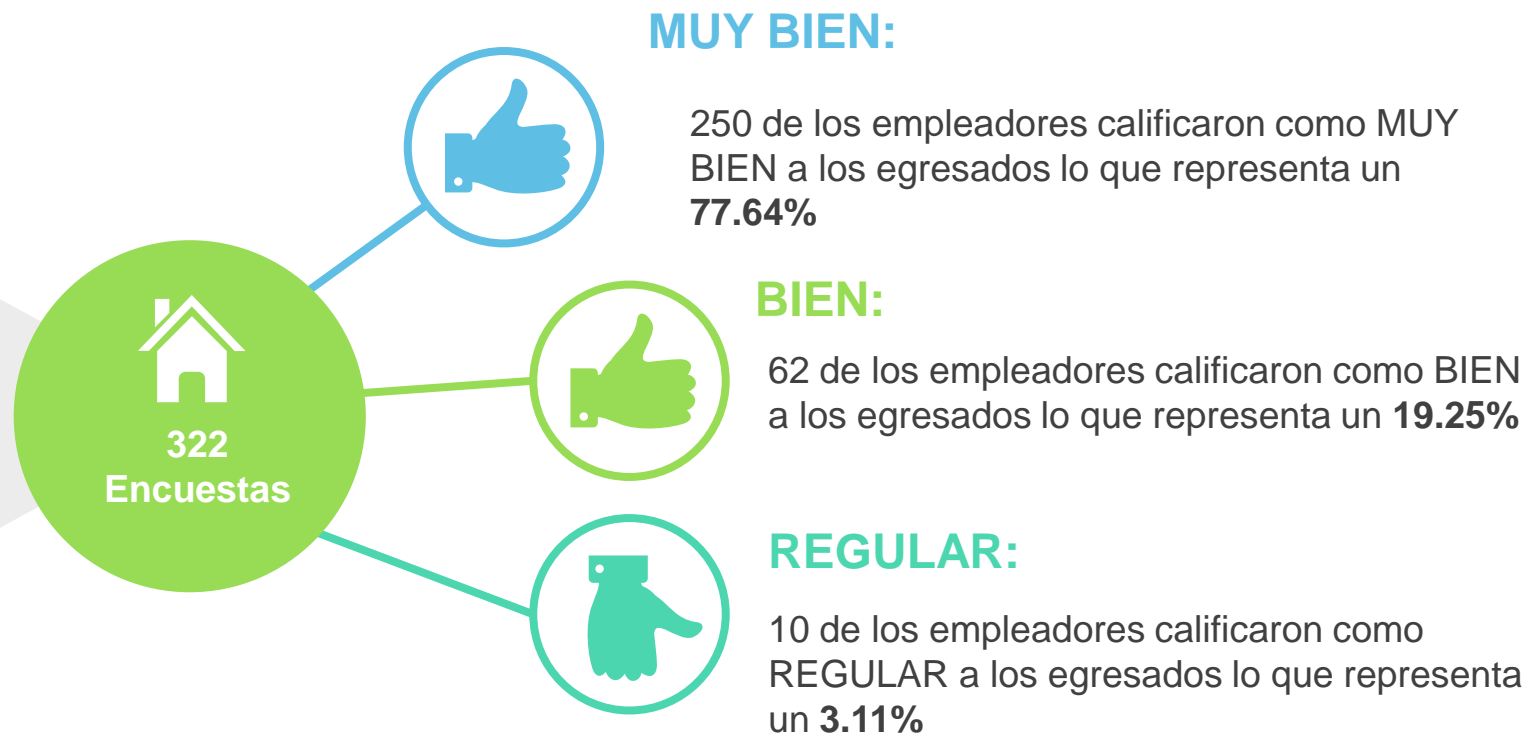 MUY BIEN:
250 de los empleadores calificaron como MUY
BIEN a los egresados lo que representa un
77.64%
BIEN:
62 de los empleadores calificaron como BIEN
a los egresados lo que representa un 19.25%
322
Encuestas
REGULAR:
10 de los empleadores calificaron como
REGULAR a los egresados lo que representa
un 3.11%